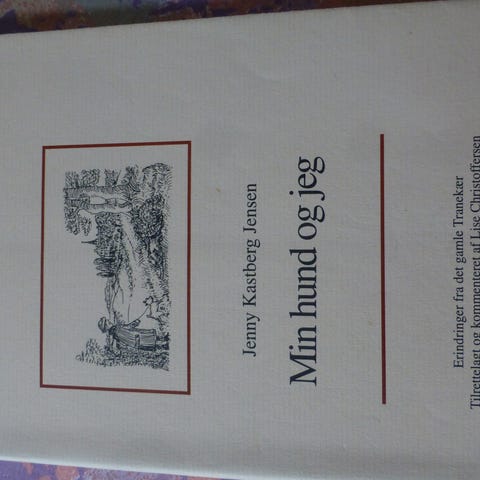 Jenny Kastberg Jensen
Min hund og jeg
Erindringer fra det gamle Tranekær
Tilrettelagt og kommenteret af Lise Christoffersen